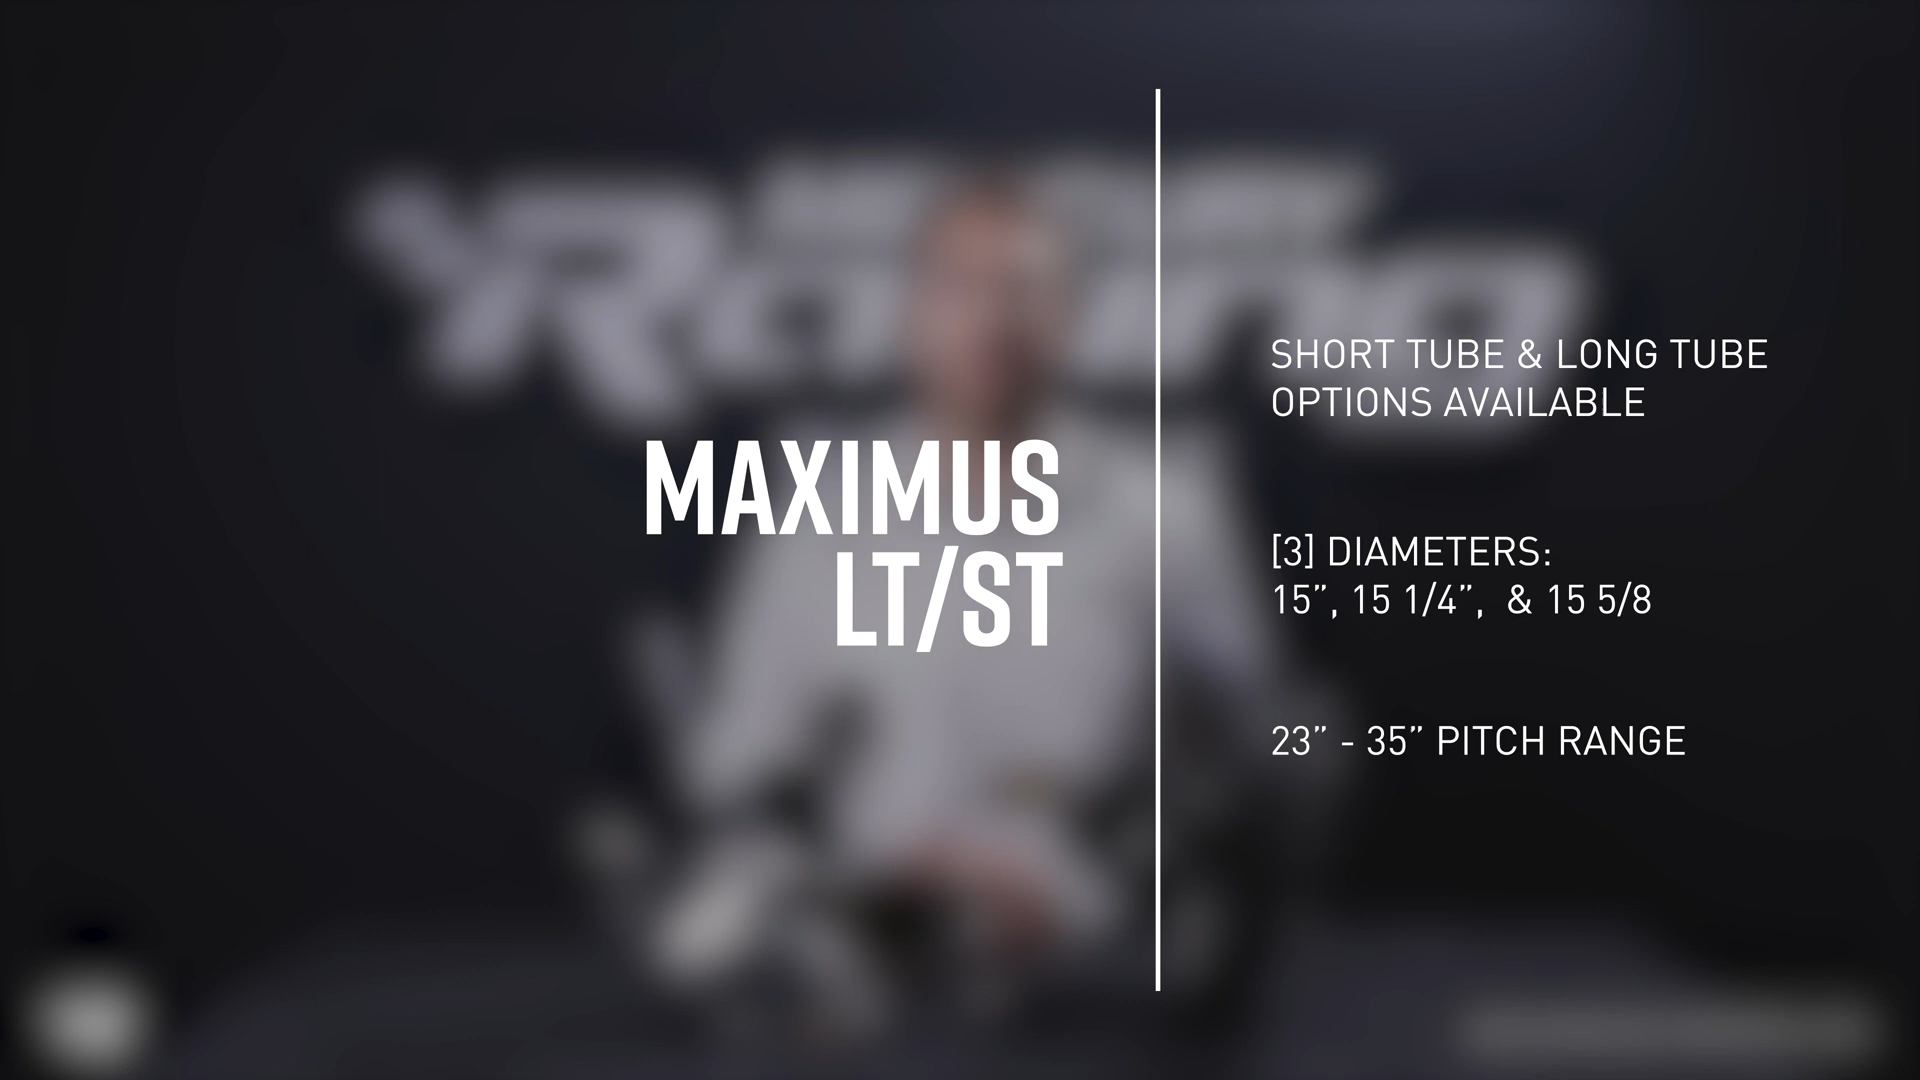 MAXIMUS
LT/ST
SHORT TUBE & LONG TUBE
OPTIONS AVAILABLE
[3] DIAMETERS:
15”, 15 1/4”,  & 15 5/8
23” - 35” PITCH RANGE